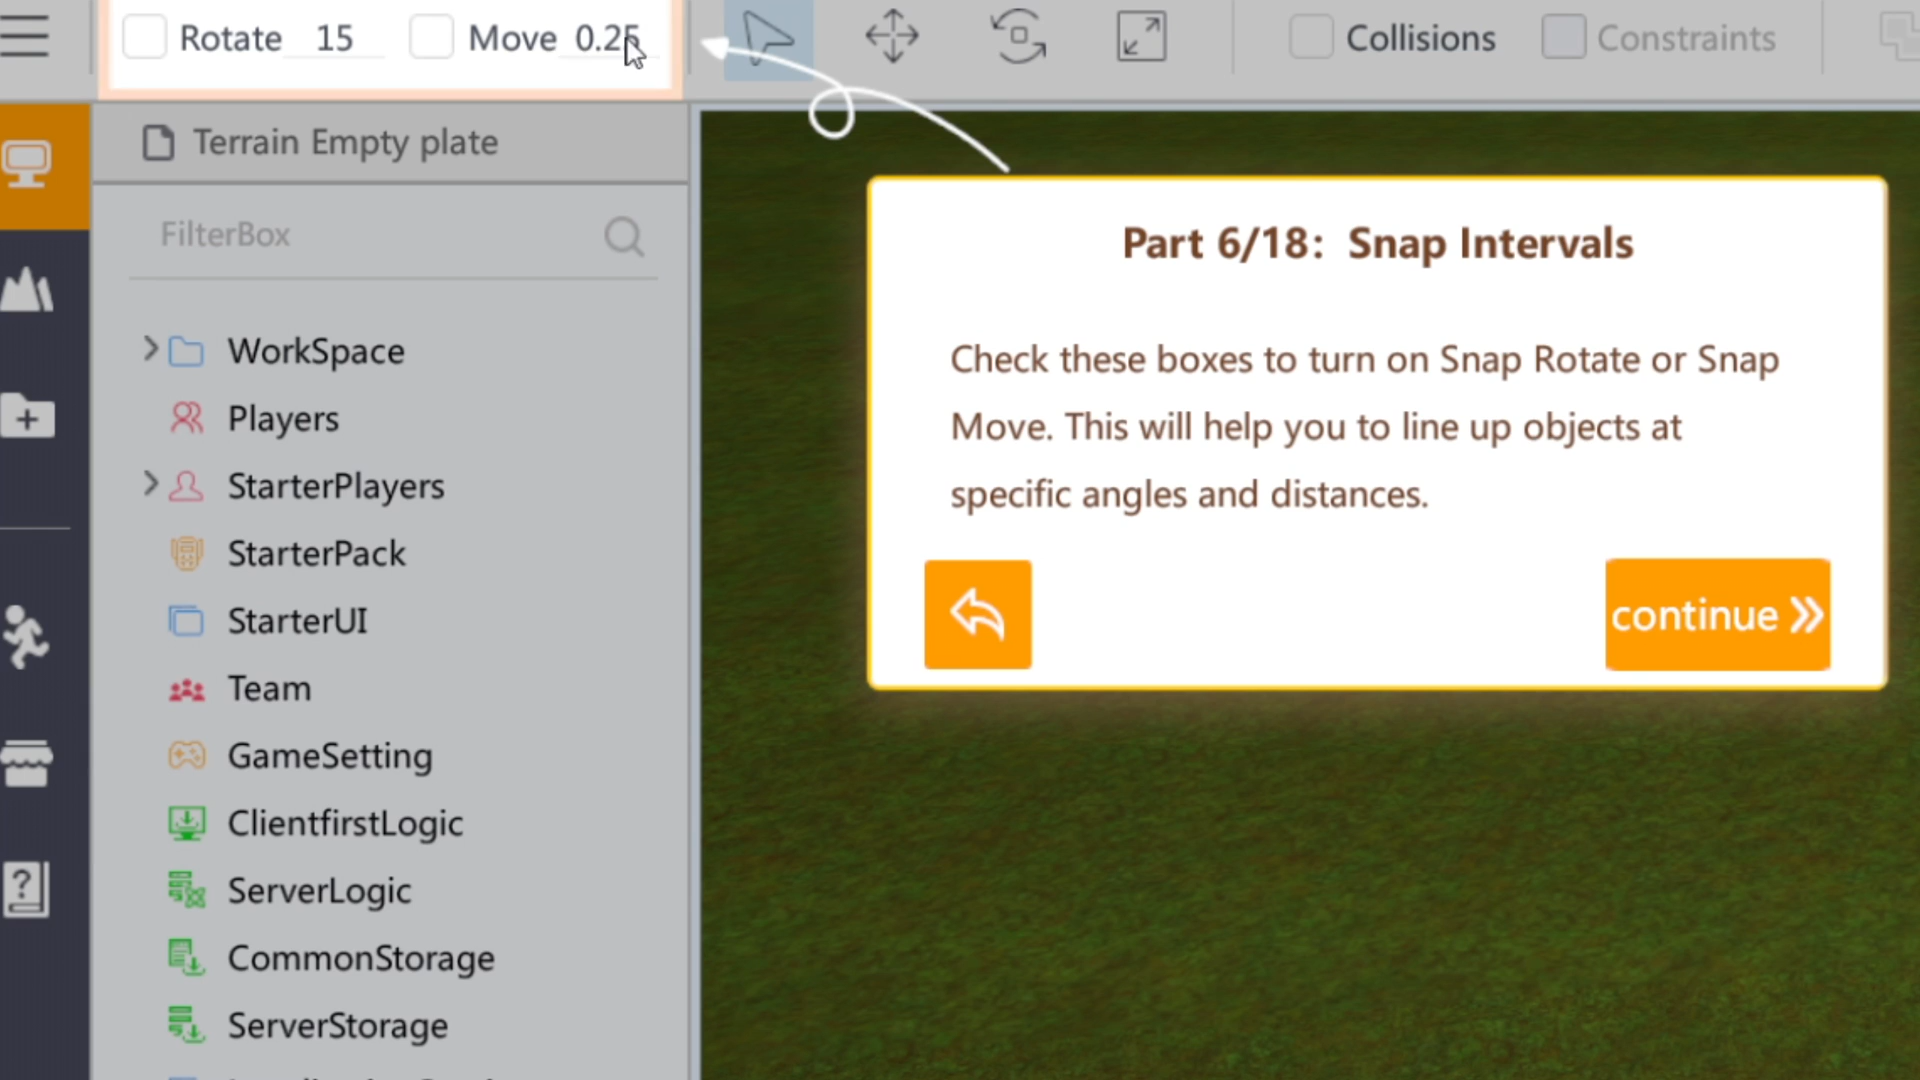 Rotate 15 Move 0.25 Collisions Constraints
Terrain Empty plate
FilterBox
WorkSpace
Players
StarterPlayers
StarterPack
StarterUI
Team
GameSetting
ClientfirstLogic
ServerLogic
CommonStorage
ServerStorage
Part 6/18: Snap Intervals
Check these boxes to turn on Snap Rotate or Snap
Move. This will help you to line up objects at
specific angles and distances.
continue